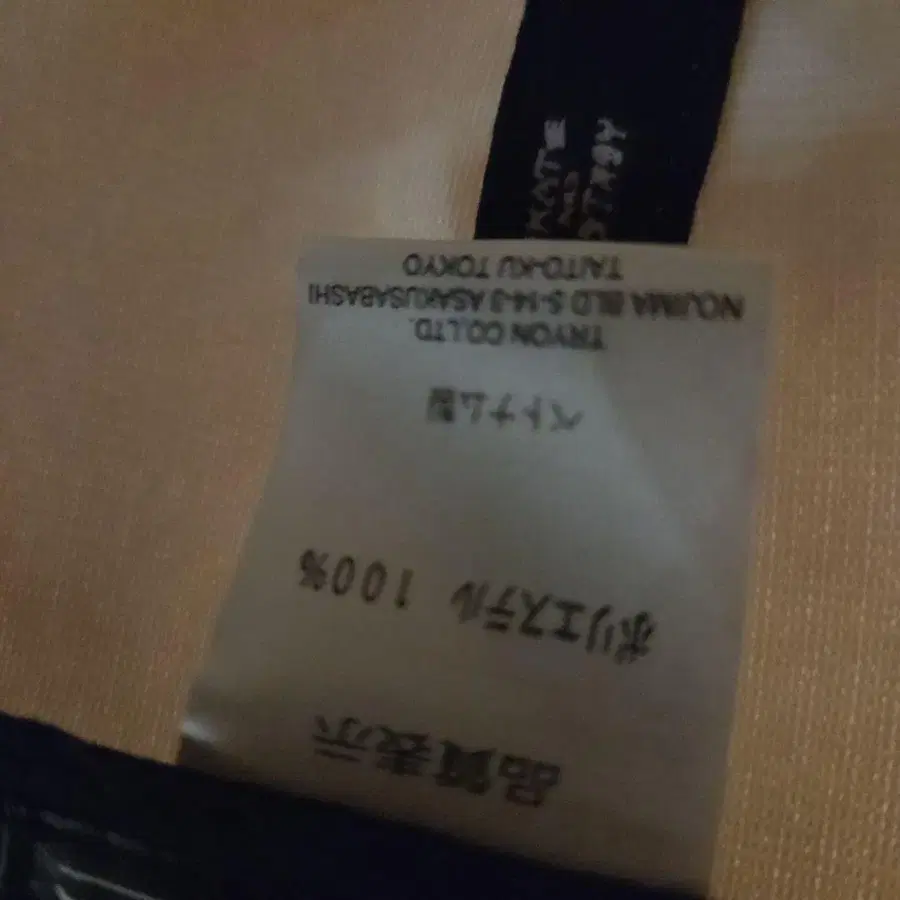 品質表示
ポリエステル 100%
ベトナム製
TRYON CO.,LTD.
NOJIMA BLD 5-14-3 ASAKUSABASHI
TAITO-KU TOKYO